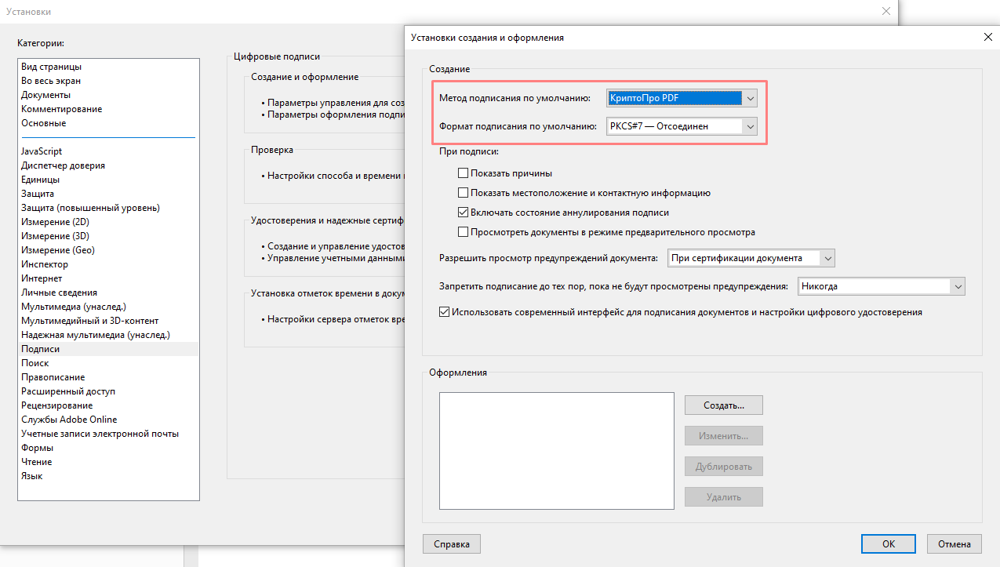 Установки
Категории:
Вид страницы
Во весь экран
Документы
Комментирование
Основные
JavaScript
Диспетчер доверия
Единицы
Защита
Защита (повышенный уровень)
Измерение (2D)
Измерение (3D)
Измерение (Geo)
Инспектор
Интернет
Личные сведения
Мультимедиа (унаслед.)
Мультимедийный и 3D-контент
Надежная мультимедиа (унаслед.)
Подписи
Поиск
Правописание
Расширенный доступ
Рецензирование
Службы Adobe Online
Учетные записи электронной почты
Формы
Чтение
Язык
Цифровые подписи
Создание и оформление
• Параметры управления для соз
• Параметры оформления подпи
Проверка
• Настройки способа и времени
Удостоверения и надежные сертиф
• Создание и управление удостов
• Управление учетными данными
Установка отметок времени в доку
• Настройки сервера отметок вре
Установки создания и оформления
Создание
Метод подписания по умолчанию: КриптоПро PDF
Формат подписания по умолчанию: PKCS#7 — Отсоединен
При подписи:
Показать причины
Показать местоположение и контактную информацию
Включать состояние аннулирования подписи
Просмотреть документы в режиме предварительного просмотра
Разрешить просмотр предупреждений документа: При сертификации документа
Запретить подписание до тех пор, пока не будут просмотрены предупреждения: Никогда
Использовать современный интерфейс для подписания документов и настройки цифрового удостоверения
Оформления
Создать...
Изменить...
Дублировать
Удалить
Справка
OK
Отмена